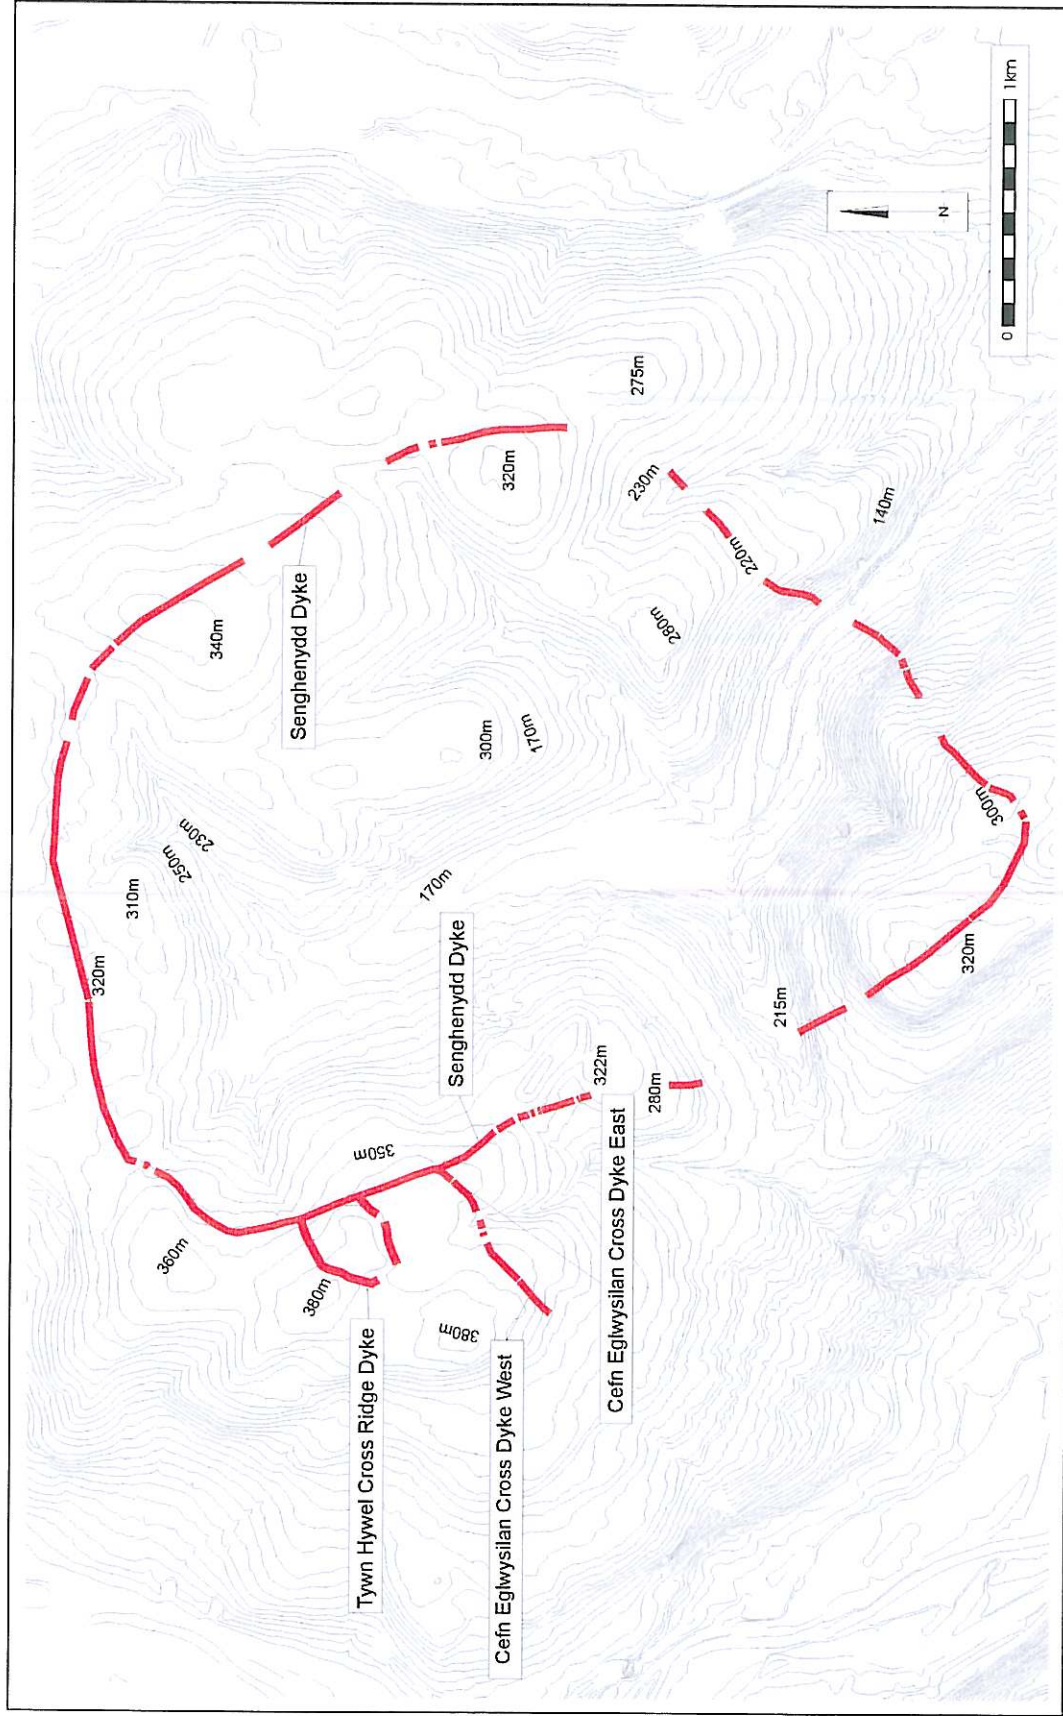 320m
310m
360m
250m
230m
340m
Senghenydd Dyke
380m
Tywn Hywel Cross Ridge Dyke
350m
170m
Senghenydd Dyke
380m
300m
Cefn Eglwysilan Cross Dyke West
320m
170m
322m
Cefn Eglwysilan Cross Dyke East
275m
230m
280m
280m
220m
215m
140m
N
320m
300m
0 1km